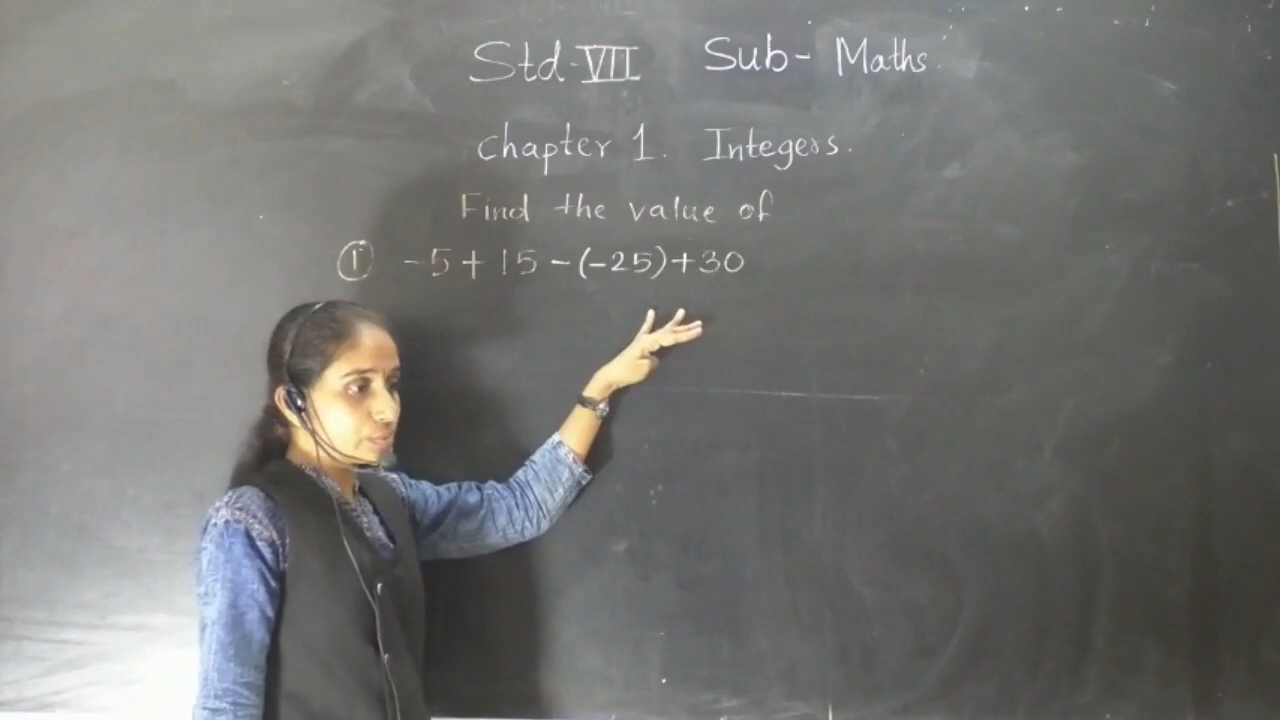 Std-VII Sub- Maths.
Chapter 1. Integers.
Find the value of
① -5 + 15 - (-25) + 30